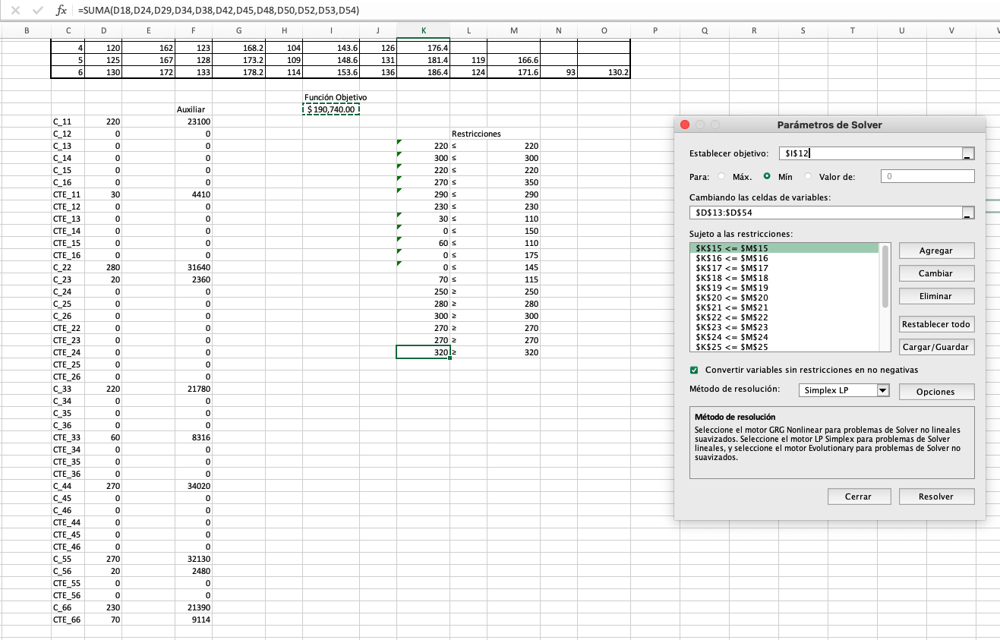 fx =SUMA(D18,D24,D29,D34,D38,D42,D45,D48,D50,D52,D53,D54)
B C D E F G H I J K L M N O P Q R S T U V
4 120 162 123 168.2 104 143.6 126 176.4
5 125 167 128 173.2 109 148.6 131 181.4 119 166.6
6 130 172 133 178.2 114 153.6 136 186.4 124 171.6 93 130.2
Función Objetivo
Auxiliar $ 190,740.00
C_11 220 23100
C_12 0 0 Restricciones
C_13 0 0 220 ≤ 220
C_14 0 0 300 ≤ 300
C_15 0 0 220 ≤ 220
C_16 0 0 270 ≤ 350
CTE_11 30 4410 290 ≤ 290
CTE_12 0 0 230 ≤ 230
CTE_13 0 0 30 ≤ 110
CTE_14 0 0 0 ≤ 150
CTE_15 0 0 60 ≤ 110
CTE_16 0 0 0 ≤ 175
C_22 280 31640 0 ≤ 145
C_23 20 2360 70 ≤ 115
C_24 0 0 250 ≥ 250
C_25 0 0 280 ≥ 280
C_26 0 0 300 ≥ 300
CTE_22 0 0 270 ≥ 270
CTE_23 0 0 270 ≥ 270
CTE_24 0 0 320 ≥ 320
CTE_25 0 0
CTE_26 0 0
C_33 220 21780
C_34 0 0
C_35 0 0
C_36 0 0
CTE_33 60 8316
CTE_34 0 0
CTE_35 0 0
CTE_36 0 0
C_44 270 34020
C_45 0 0
C_46 0 0
CTE_44 0 0
CTE_45 0 0
CTE_46 0 0
C_55 270 32130
C_56 20 2480
CTE_55 0 0
CTE_56 0 0
C_66 230 21390
CTE_66 70 9114
Parámetros de Solver
Establecer objetivo: $I$12
Para: Máx. Mín Valor de: 0
Cambiando las celdas de variables:
$D$13:$D$54
Sujeto a las restricciones:
$K$15 <= $M$15
$K$16 <= $M$16
$K$17 <= $M$17
$K$18 <= $M$18
$K$19 <= $M$19
$K$20 <= $M$20
$K$21 <= $M$21
$K$22 <= $M$22
$K$23 <= $M$23
$K$24 <= $M$24
$K$25 <= $M$25
Agregar
Cambiar
Eliminar
Restablecer todo
Cargar/Guardar
Convertir variables sin restricciones en no negativas
Método de resolución: Simplex LP Opciones
Método de resolución
Seleccione el motor GRG Nonlinear para problemas de Solver no lineales
suavizados. Seleccione el motor LP Simplex para problemas de Solver
lineales, y seleccione el motor Evolutionary para problemas de Solver no
suavizados.
Cerrar Resolver